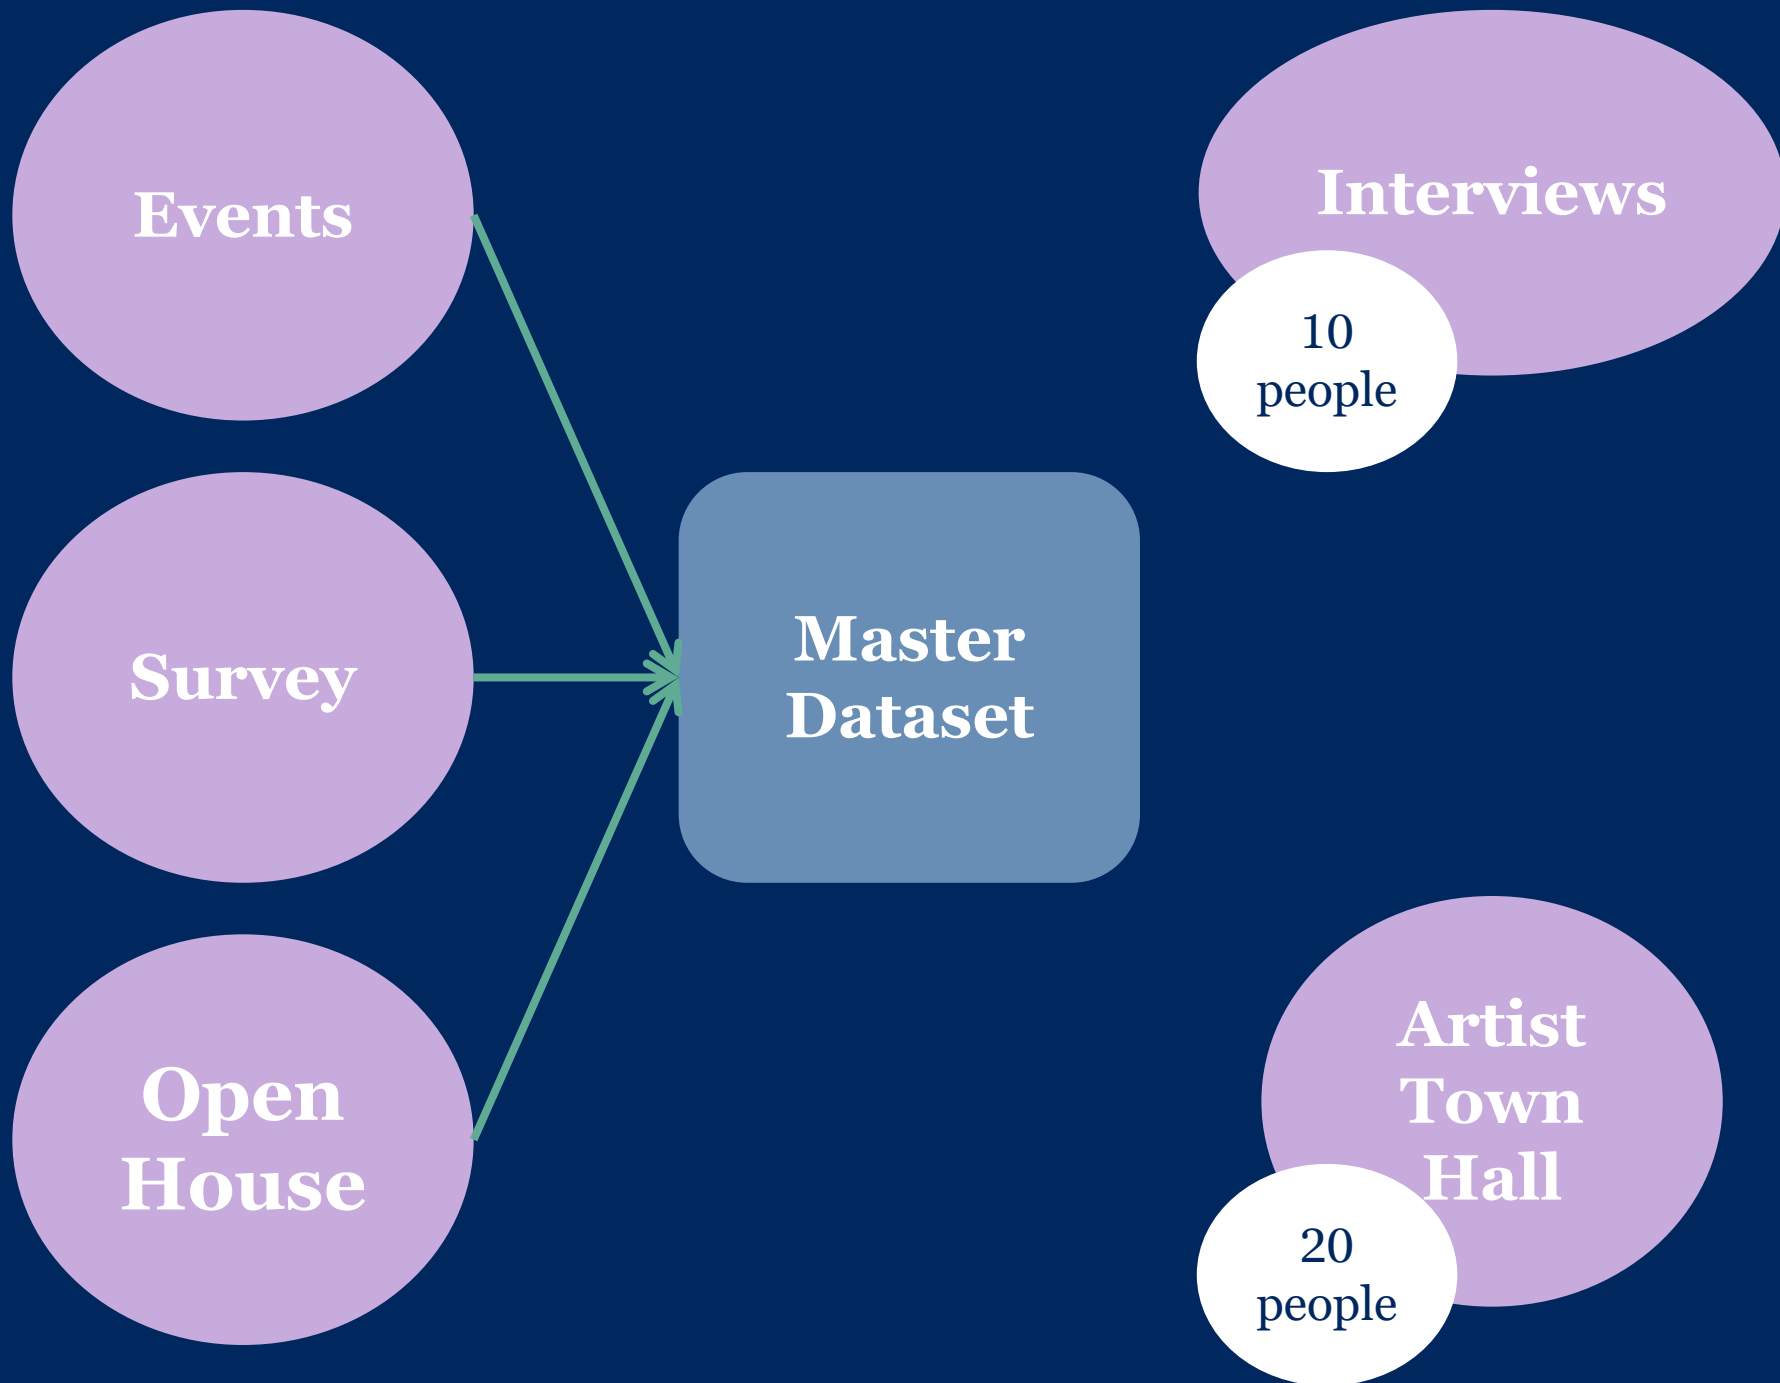 Events
Survey
Open
House
Master
Dataset
Interviews
10
people
Artist
Town
Hall
20
people